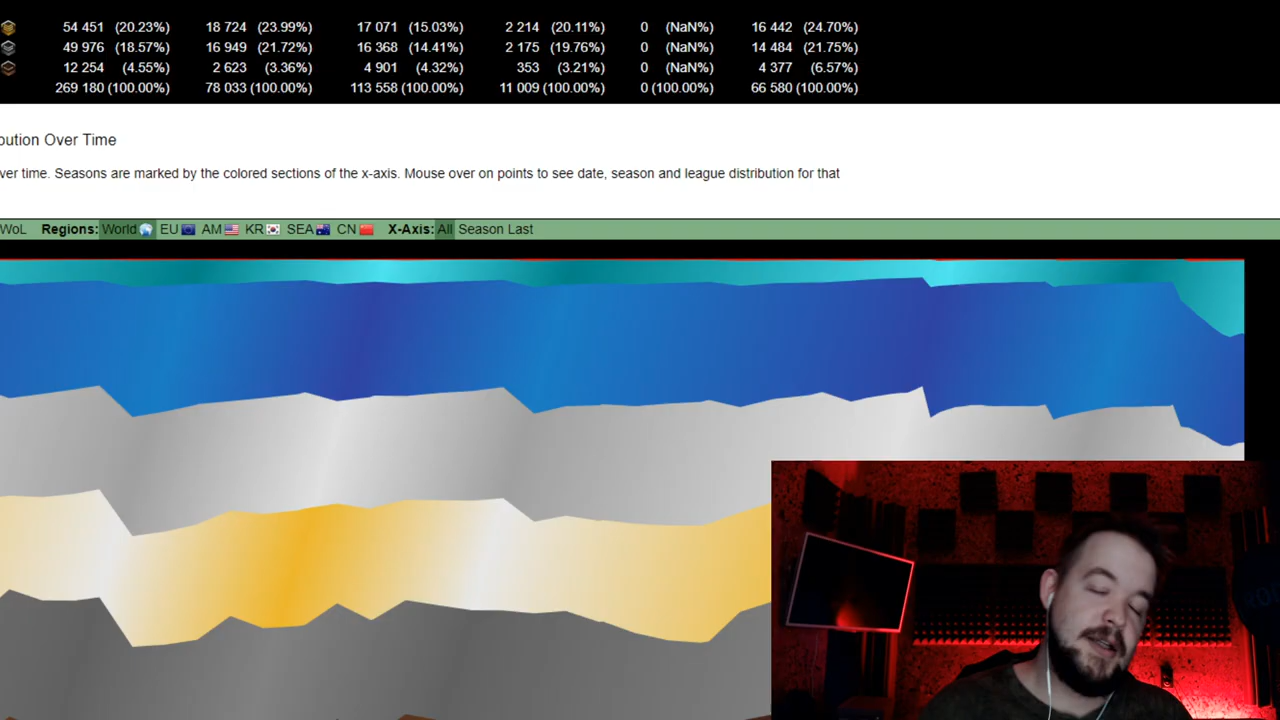 54 451 (20.23%) 18 724 (23.99%) 17 071 (15.03%) 2 214 (20.11%) 0 (NaN%) 16 442 (24.70%)
49 976 (18.57%) 16 949 (21.72%) 16 368 (14.41%) 2 175 (19.76%) 0 (NaN%) 14 484 (21.75%)
12 254 (4.55%) 2 623 (3.36%) 4 901 (4.32%) 353 (3.21%) 0 (NaN%) 4 377 (6.57%)
269 180 (100.00%) 78 033 (100.00%) 113 558 (100.00%) 11 009 (100.00%) 0 (100.00%) 66 580 (100.00%)
bution Over Time
ver time. Seasons are marked by the colored sections of the x-axis. Mouse over on points to see date, season and league distribution for that
WoL Regions: World EU AM KR SEA CN X-Axis: All Season Last